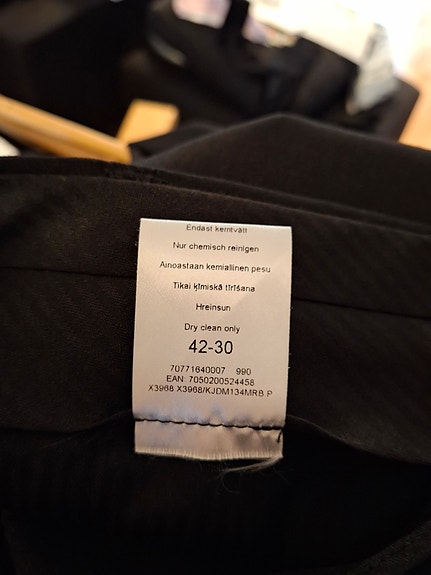 Endast kemtvätt
Nur chemisch reinigen
Ainoastaan kemiallinen pesu
Tikai ķīmiskā tīrīšana
Hreinsun
Dry clean only
42-30
70771640007 990
EAN 7050200524458
X3968 X3968/KJDM134MRB P